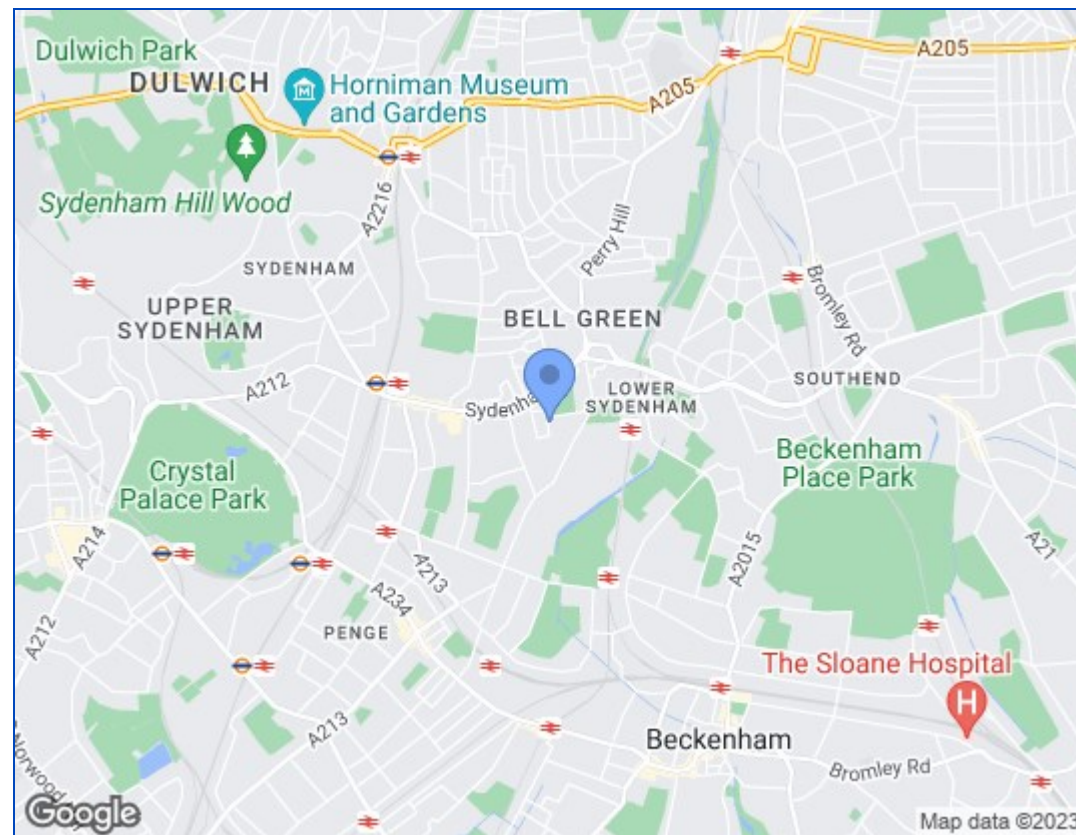 Dulwich Park
DULWICH
Horniman Museum
and Gardens
A205
A205
Sydenham Hill Wood
A2216
Perry Hill
SYDENHAM
UPPER
SYDENHAM
BELL GREEN
Bromley Rd
A212
Sydenha
LOWER
SYDENHAM
SOUTHEND
Crystal
Palace Park
Beckenham
Place Park
A214
A213
A2015
A21
A234
A212
PENGE
The Sloane Hospital
H
A213
Norwood
Beckenham
Bromley Rd
Google
Map data ©2023